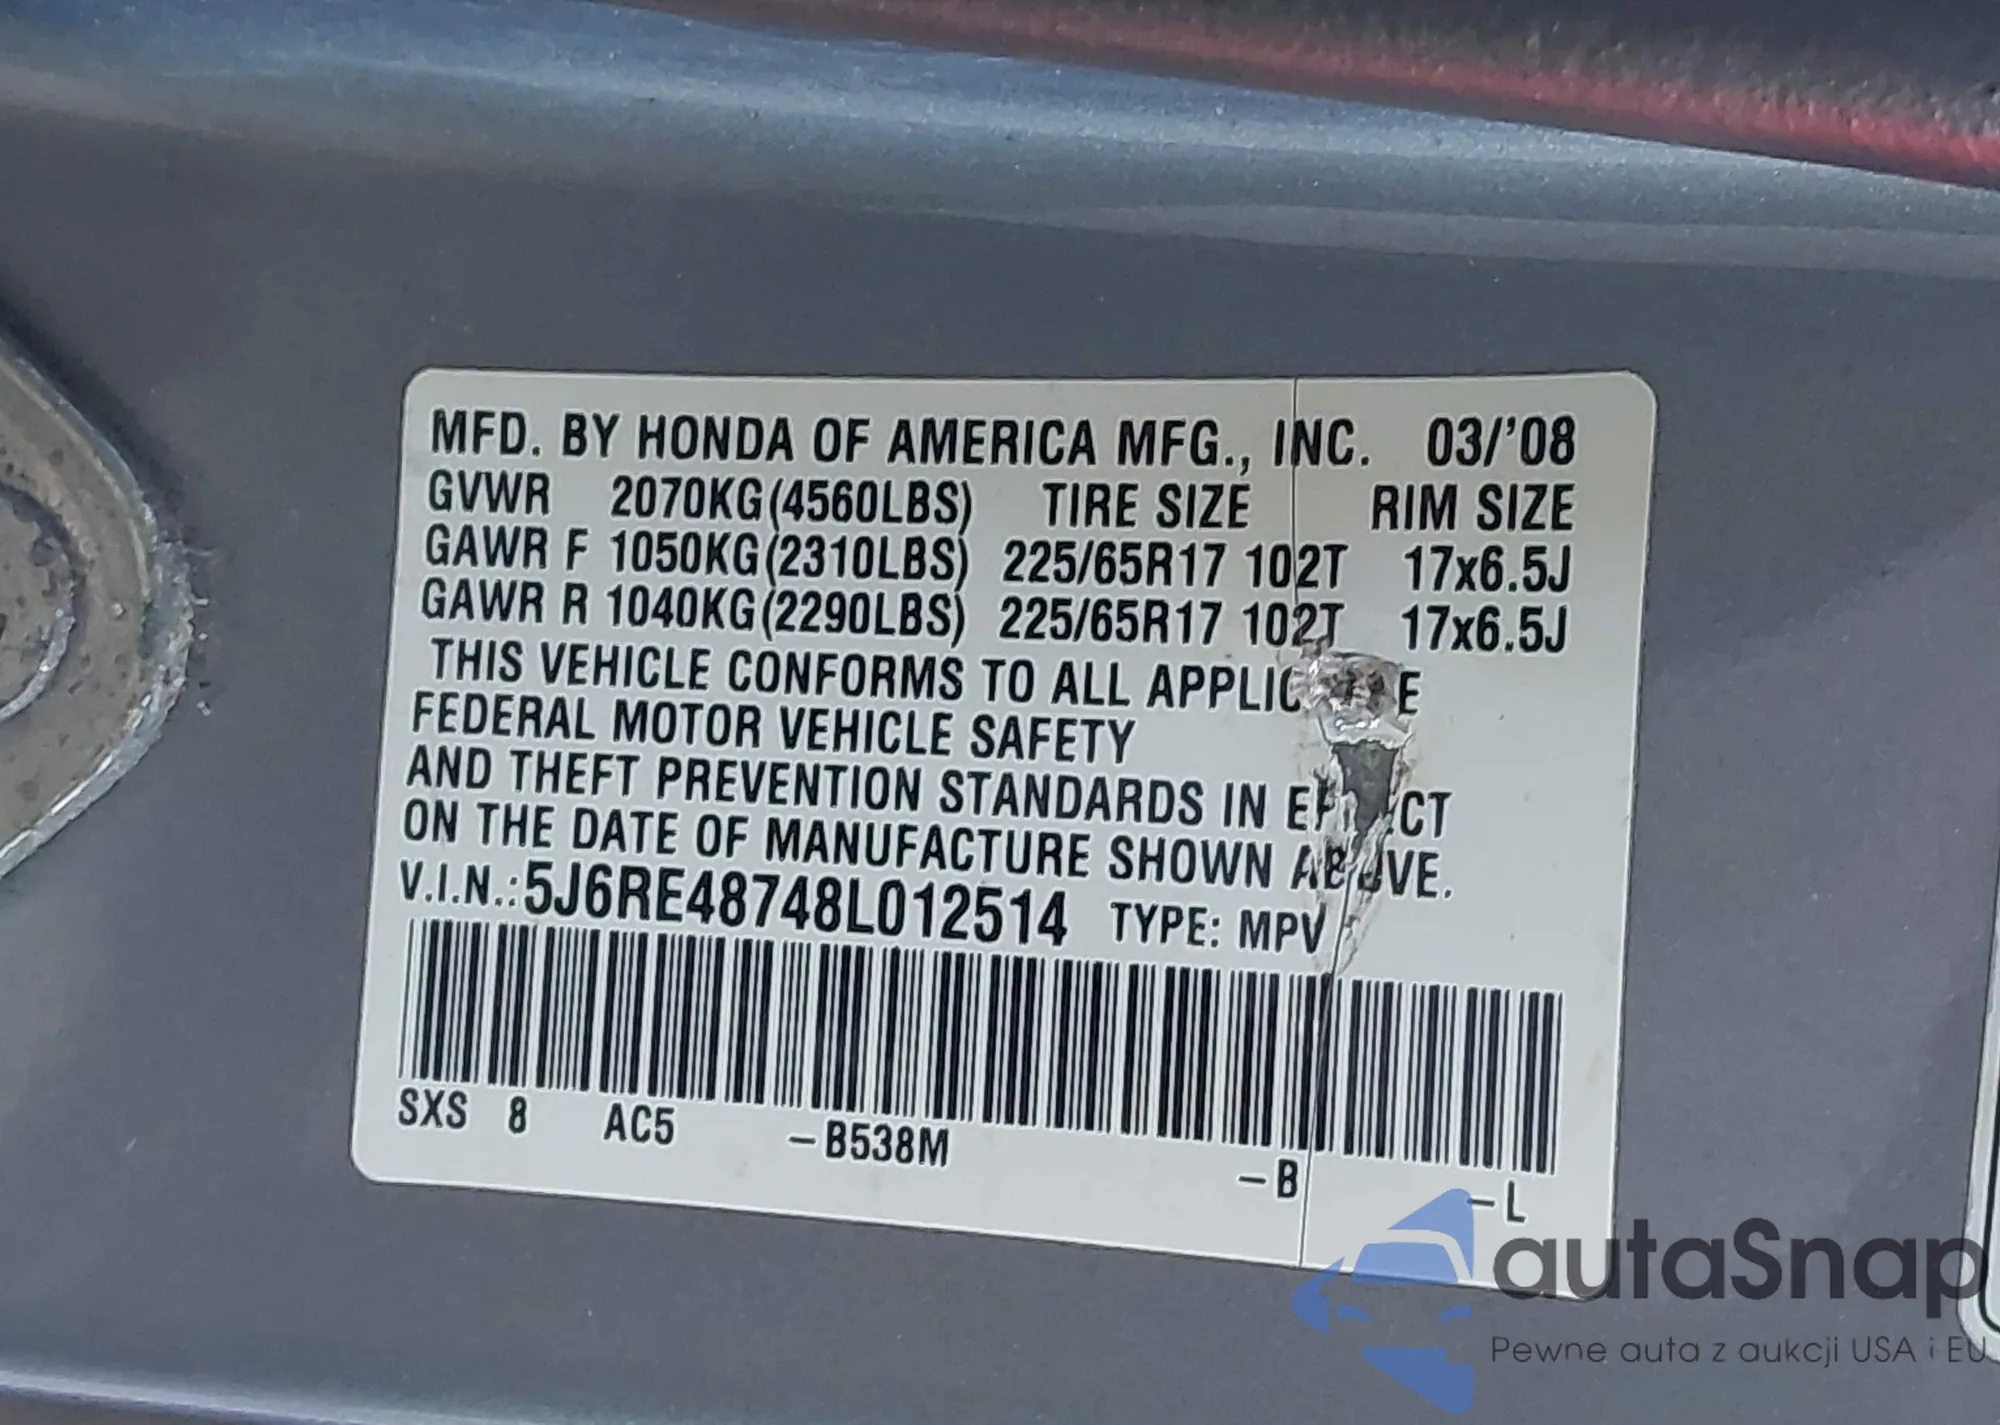 MFD. BY HONDA OF AMERICA MFG., INC. 03/'08
GVWR 2070KG(4560LBS) TIRE SIZE RIM SIZE
GAWR F 1050KG(2310LBS) 225/65R17 102T 17x6.5J
GAWR R 1040KG(2290LBS) 225/65R17 102T 17x6.5J
THIS VEHICLE CONFORMS TO ALL
FEDERAL MOTOR VEHICLE SAFETY
AND THEFT PREVENTION STANDARDS IN
ON THE DATE OF MANUFACTURE SHOWN ABOVE.
V.I.N.:5J6RE48748L012514 TYPE: MPV
SXS 8 AC5 -B538M -B -L
autaSnap
Pewne auta z aukcji USA i EU